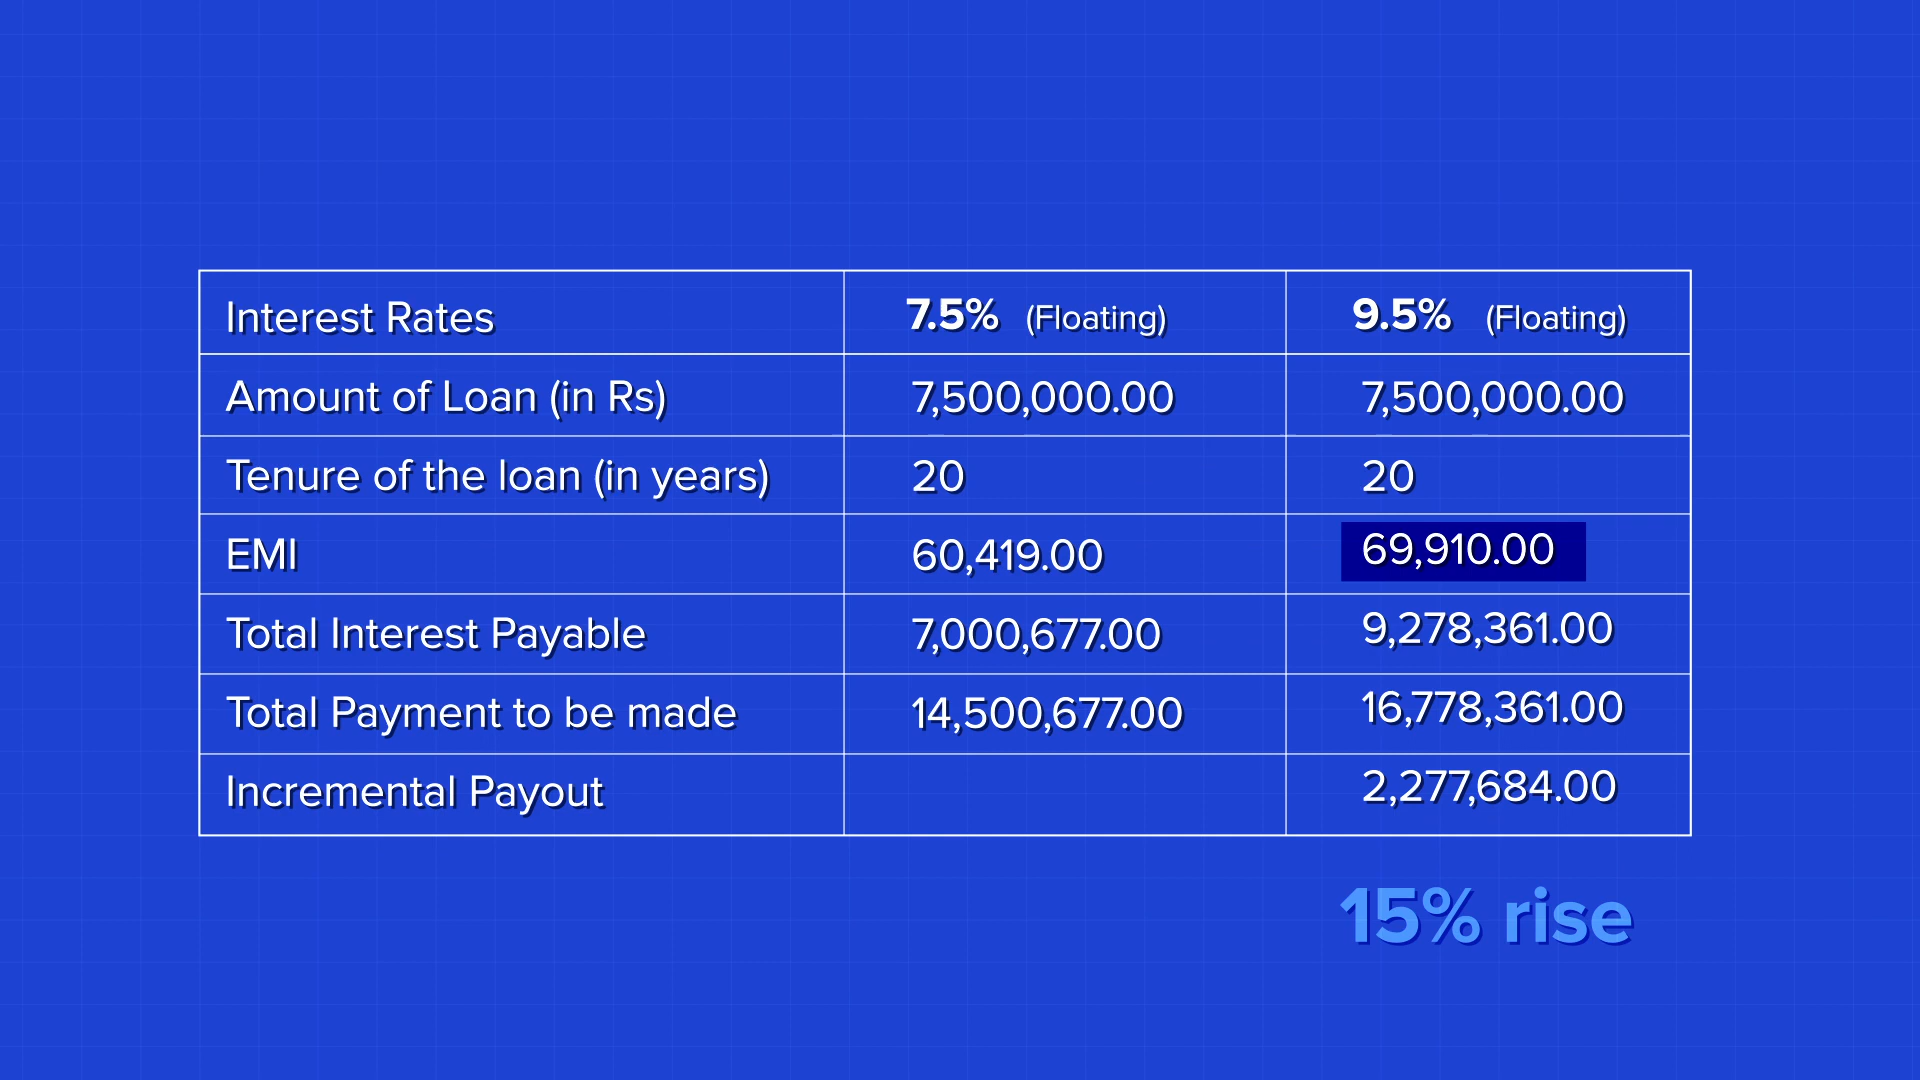 Interest Rates 7.5% (Floating) 9.5% (Floating)
Amount of Loan (in Rs) 7,500,000.00 7,500,000.00
Tenure of the loan (in years) 20 20
EMI 60,419.00 69,910.00
Total Interest Payable 7,000,677.00 9,278,361.00
Total Payment to be made 14,500,677.00 16,778,361.00
Incremental Payout 2,277,684.00
15% rise